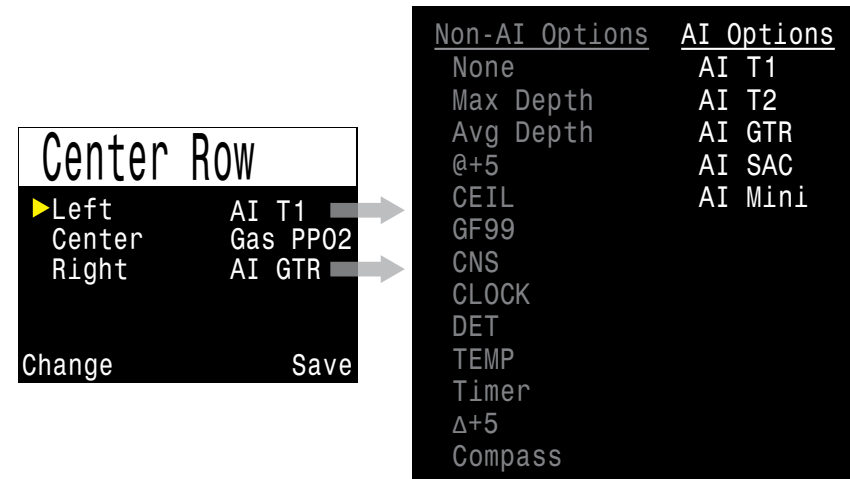 Center Row
Left AI T1
Center Gas PPO2
Right AI GTR
Change Save
Non-AI Options AI Options
None AI T1
Max Depth AI T2
Avg Depth AI GTR
@+5 AI SAC
CEIL AI Mini
GF99
CNS
CLOCK
DET
TEMP
Timer
Δ+5
Compass